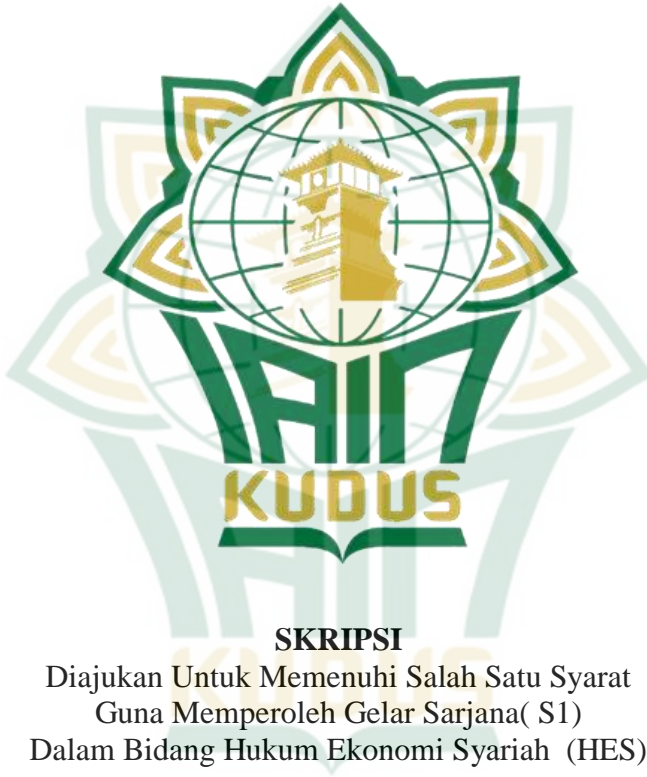 IAIN
KUDUS
SKRIPSI
Diajukan Untuk Memenuhi Salah Satu Syarat
Guna Memperoleh Gelar Sarjana( S1)
Dalam Bidang Hukum Ekonomi Syariah (HES)